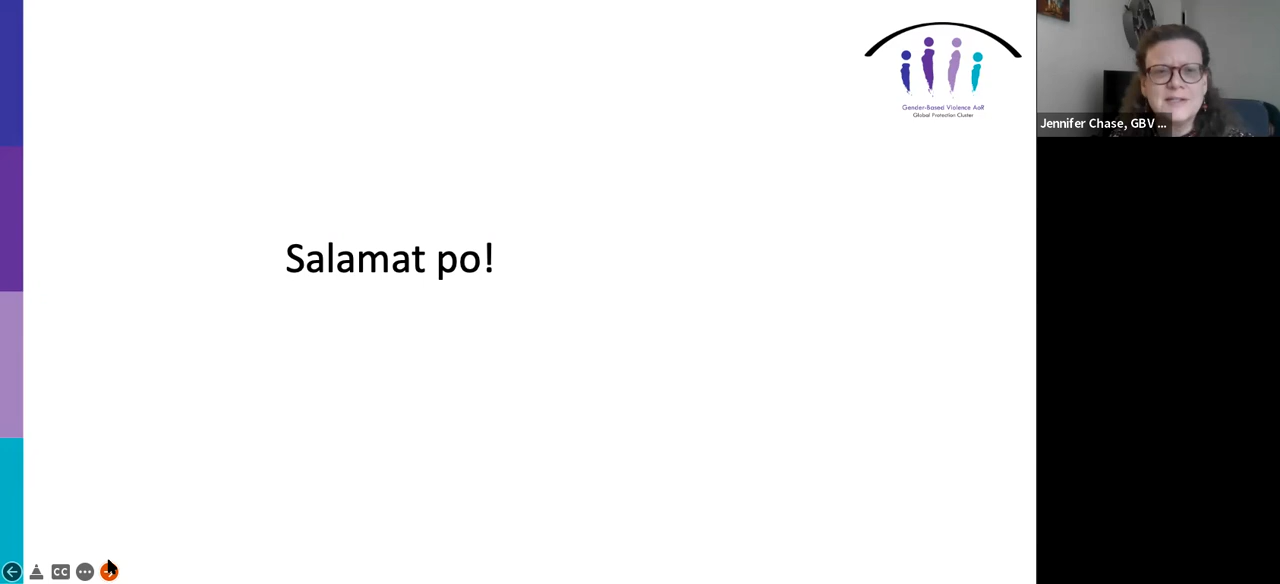 Gender-Based Violence AoR
Global Protection Cluster
Jennifer Chase, GBV ...
Salamat po!
CC